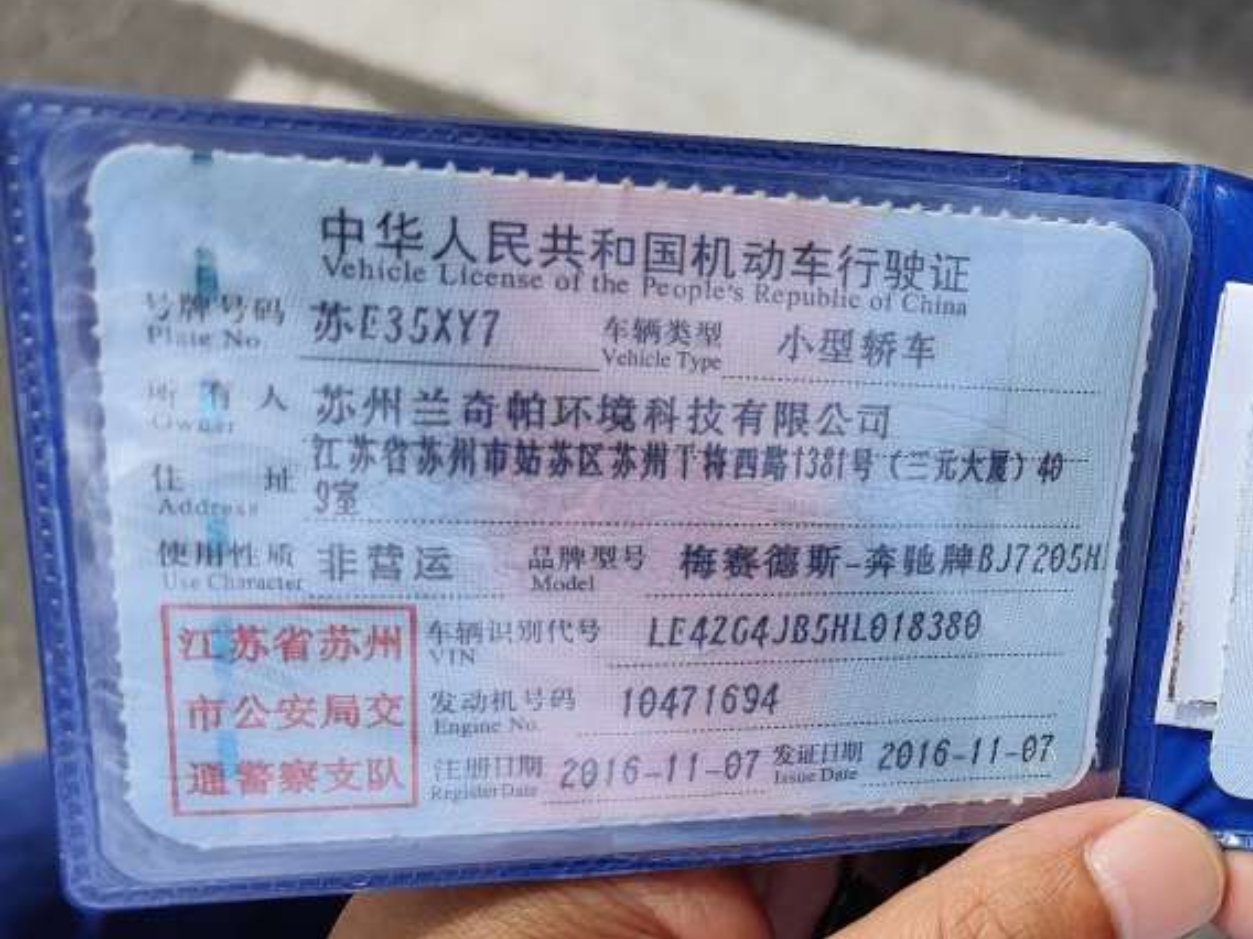 中华人民共和国机动车行驶证
Vehicle License of the People's Republic of China
号牌号码 苏E35XY7 车辆类型 小型轿车
Plate No. Vehicle Type
所有人 苏州兰奇帕环境科技有限公司
Owner
住址 江苏省苏州市姑苏区苏州干将西路1381号（三元大厦）40
Address 9室
使用性质 非营运 品牌型号 梅赛德斯-奔驰牌BJ7205H
Use Character Model
江苏省苏州 车辆识别代号 LE4ZG4JB5HL018380
VIN
市公安局交 发动机号码 10471694
Engine No.
通警察支队 注册日期 2016-11-07 发证日期 2016-11-07
Register Date Issue Date